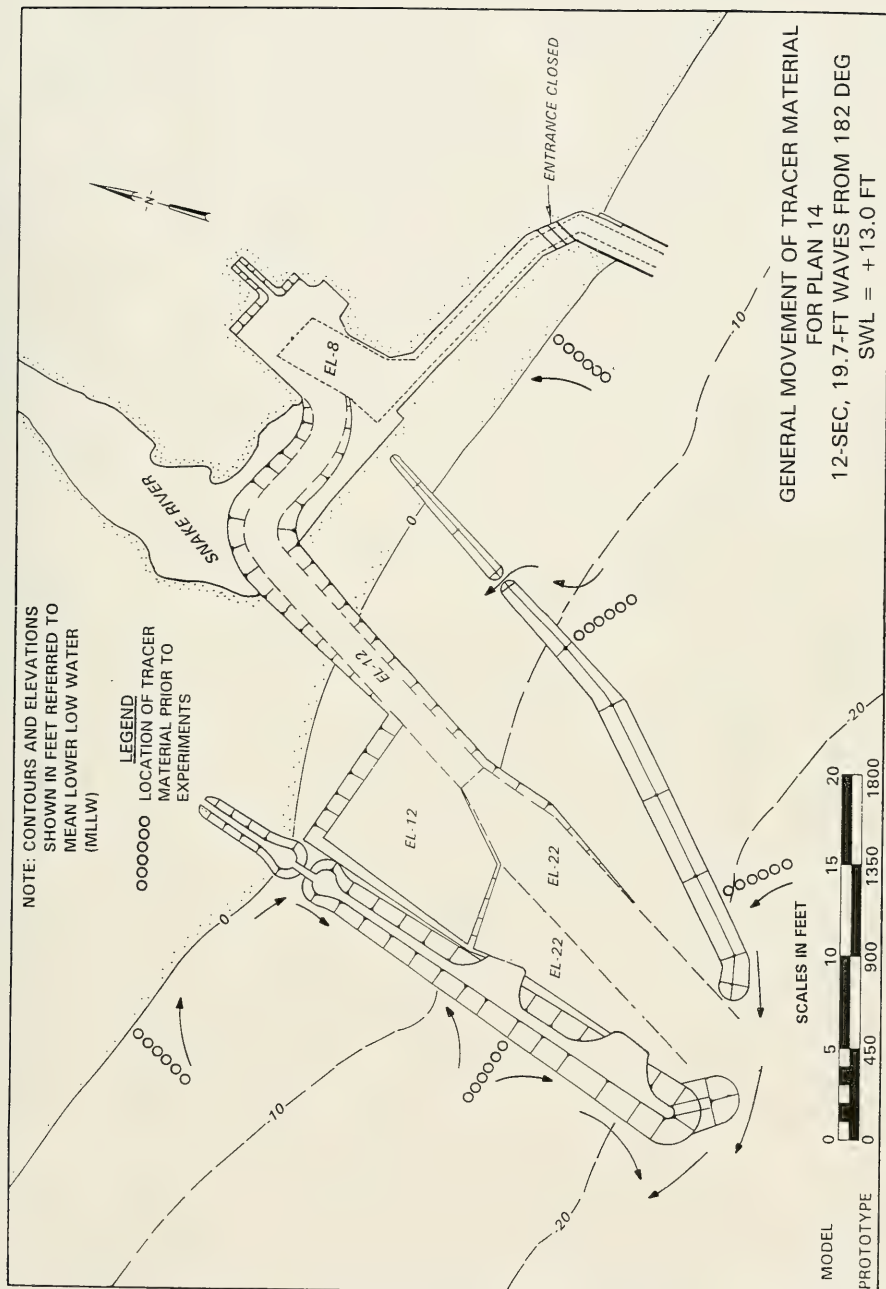 NOTE: CONTOURS AND ELEVATIONS
SHOWN IN FEET REFERRED TO
MEAN LOWER LOW WATER
(MLLW)
LEGEND
OOOOOO LOCATION OF TRACER
MATERIAL PRIOR TO
EXPERIMENTS
SNAKE RIVER
-N-
ENTRANCE CLOSED
EL-8
EL-12
EL-12
EL-22
EL-22
0
0
-10
-10
-20
-20
SCALES IN FEET
MODEL 0 5 10 15 20
PROTOTYPE 0 450 900 1350 1800
GENERAL MOVEMENT OF TRACER MATERIAL
FOR PLAN 14
12-SEC, 19.7-FT WAVES FROM 182 DEG
SWL = +13.0 FT